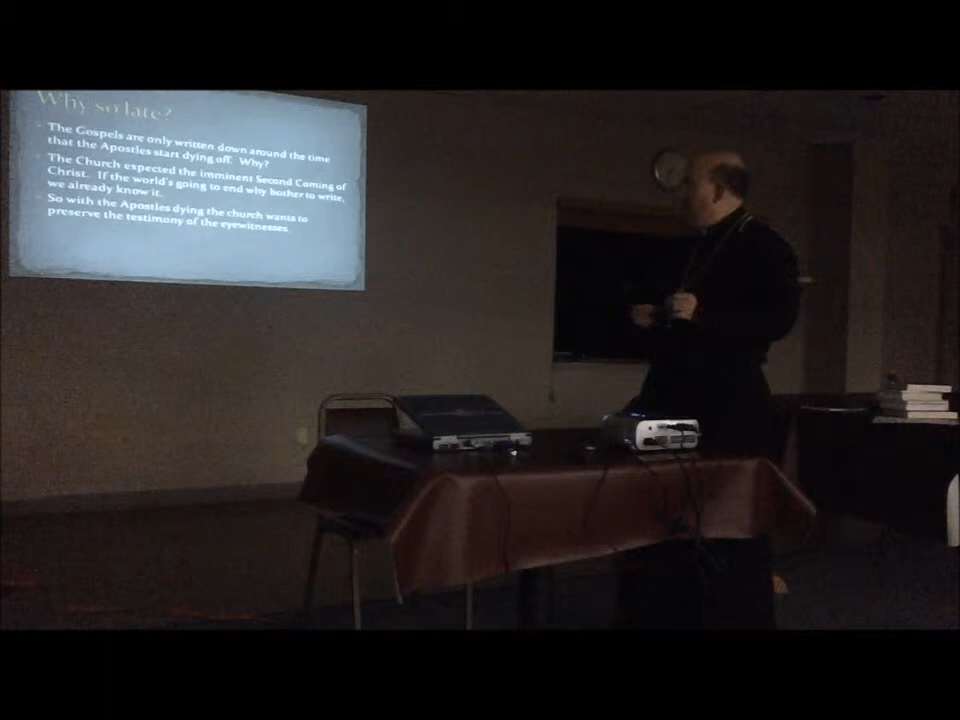 Why so late?
The Gospels are only written down around the time
that the Apostles start dying off. Why?
The Church expected the imminent Second Coming of
Christ. If the world's going to end why bother to write,
we already know it.
So with the Apostles dying the church wants to
preserve the testimony of the eyewitnesses.